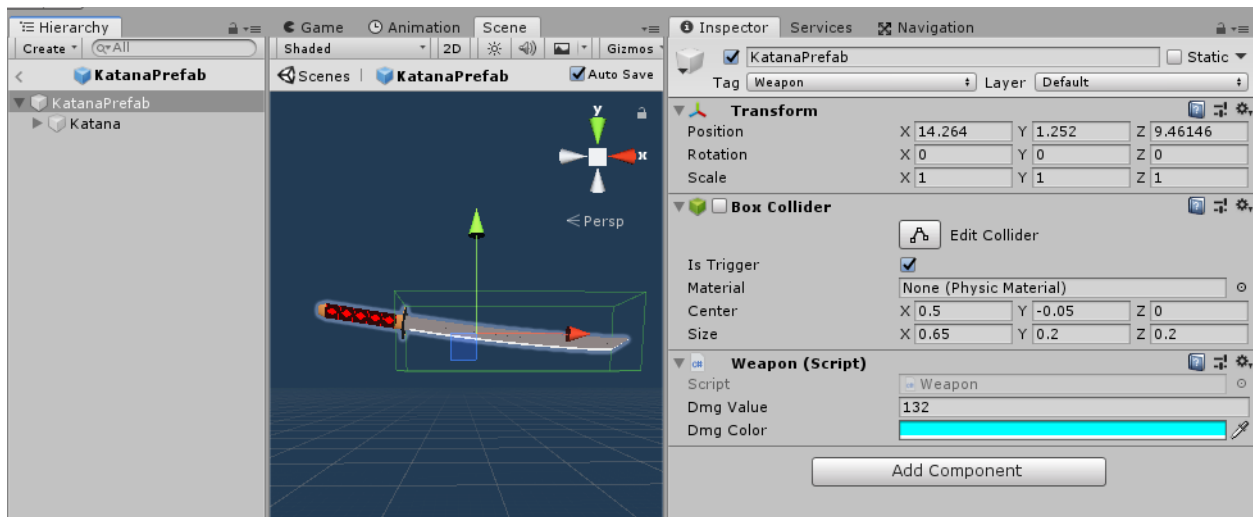 Hierarchy
Create
All
KatanaPrefab
KatanaPrefab
Katana
Game Animation Scene
Shaded 2D Gizmos
Scenes KatanaPrefab Auto Save
y
x
Persp
Inspector Services Navigation
KatanaPrefab Static
Tag Weapon Layer Default
Transform
Position X 14.264 Y 1.252 Z 9.46146
Rotation X 0 Y 0 Z 0
Scale X 1 Y 1 Z 1
Box Collider
Edit Collider
Is Trigger
Material None (Physic Material)
Center X 0.5 Y -0.05 Z 0
Size X 0.65 Y 0.2 Z 0.2
Weapon (Script)
Script Weapon
Dmg Value 132
Dmg Color
Add Component